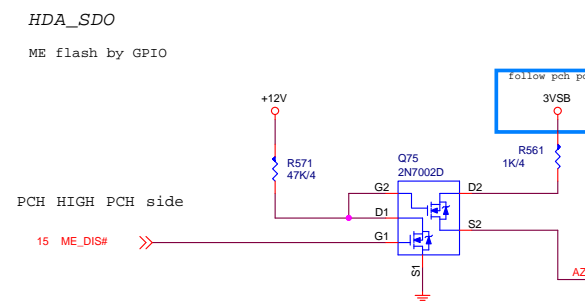 HDA_SDO
ME flash by GPIO
follow pch po
+12V
3VSB
R571
47K/4
Q75
2N7002D
R561
1K/4
G2
D2
PCH HIGH PCH side
D1
S2
15 ME_DIS#
G1
S1
AZ